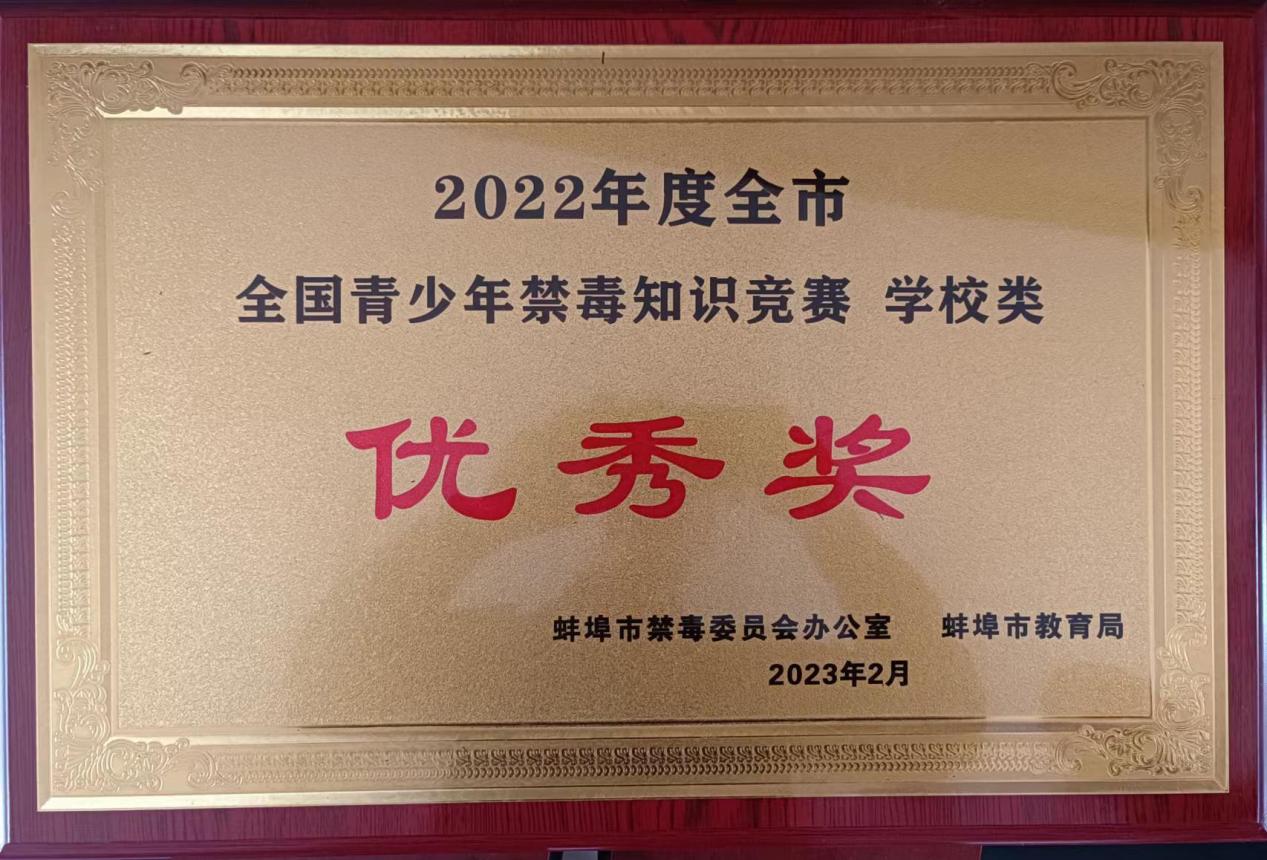 2022年度全市
全国青少年禁毒知识竞赛 学校类
优秀奖
蚌埠市禁毒委员会办公室 蚌埠市教育局
2023年2月